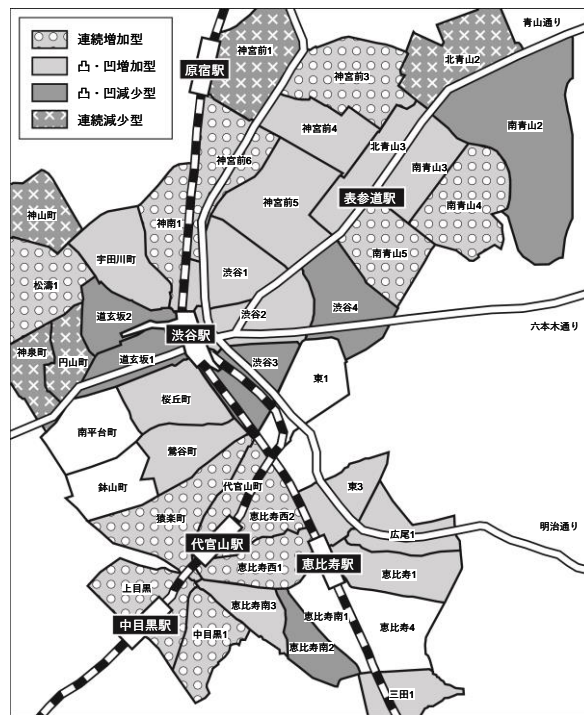 連続増加型
凸・凹増加型
凸・凹減少型
連続減少型
青山通り
原宿駅
神宮前1
神宮前3
北青山2
神宮前4
南青山2
北青山3
神宮前6
南青山3
神宮前5
表参道駅
南青山4
神山町
神南1
宇田川町
南青山5
渋谷1
松濤1
道玄坂2
渋谷2
渋谷4
六本木通り
渋谷駅
神泉町
円山町
道玄坂1
渋谷3
東1
桜丘町
南平台町
鶯谷町
鉢山町
代官山町
東3
猿楽町
恵比寿西2
広尾1
明治通り
代官山駅
恵比寿駅
恵比寿西1
恵比寿1
上目黒
恵比寿南3
恵比寿南1
中目黒駅
中目黒1
恵比寿4
恵比寿南2
三田1